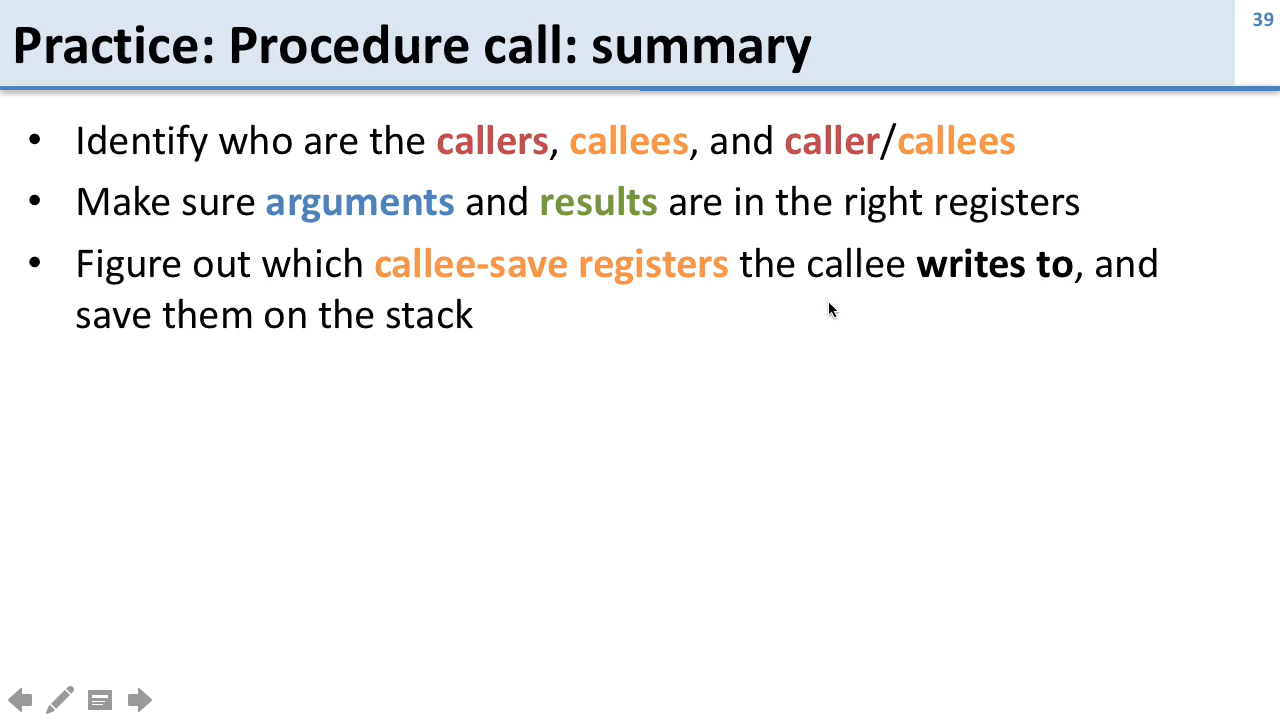 39
Practice: Procedure call: summary
• Identify who are the callers, callees, and caller/callees
• Make sure arguments and results are in the right registers
• Figure out which callee-save registers the callee writes to, and
save them on the stack